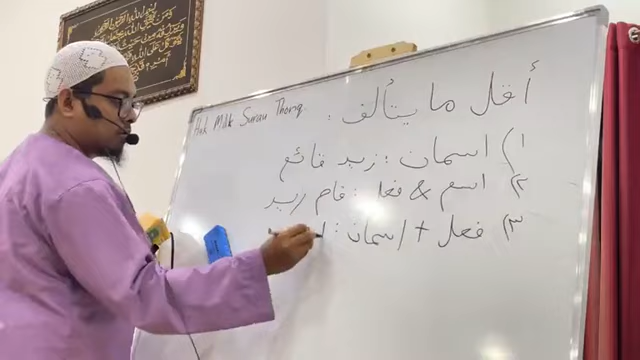 Hak Milik Surau Thoriq
أقل ما يتألف :
١) اسمان : زيد قائم
٢) اسم & فعل : قام زيد
٣) فعل + اسمان : ا